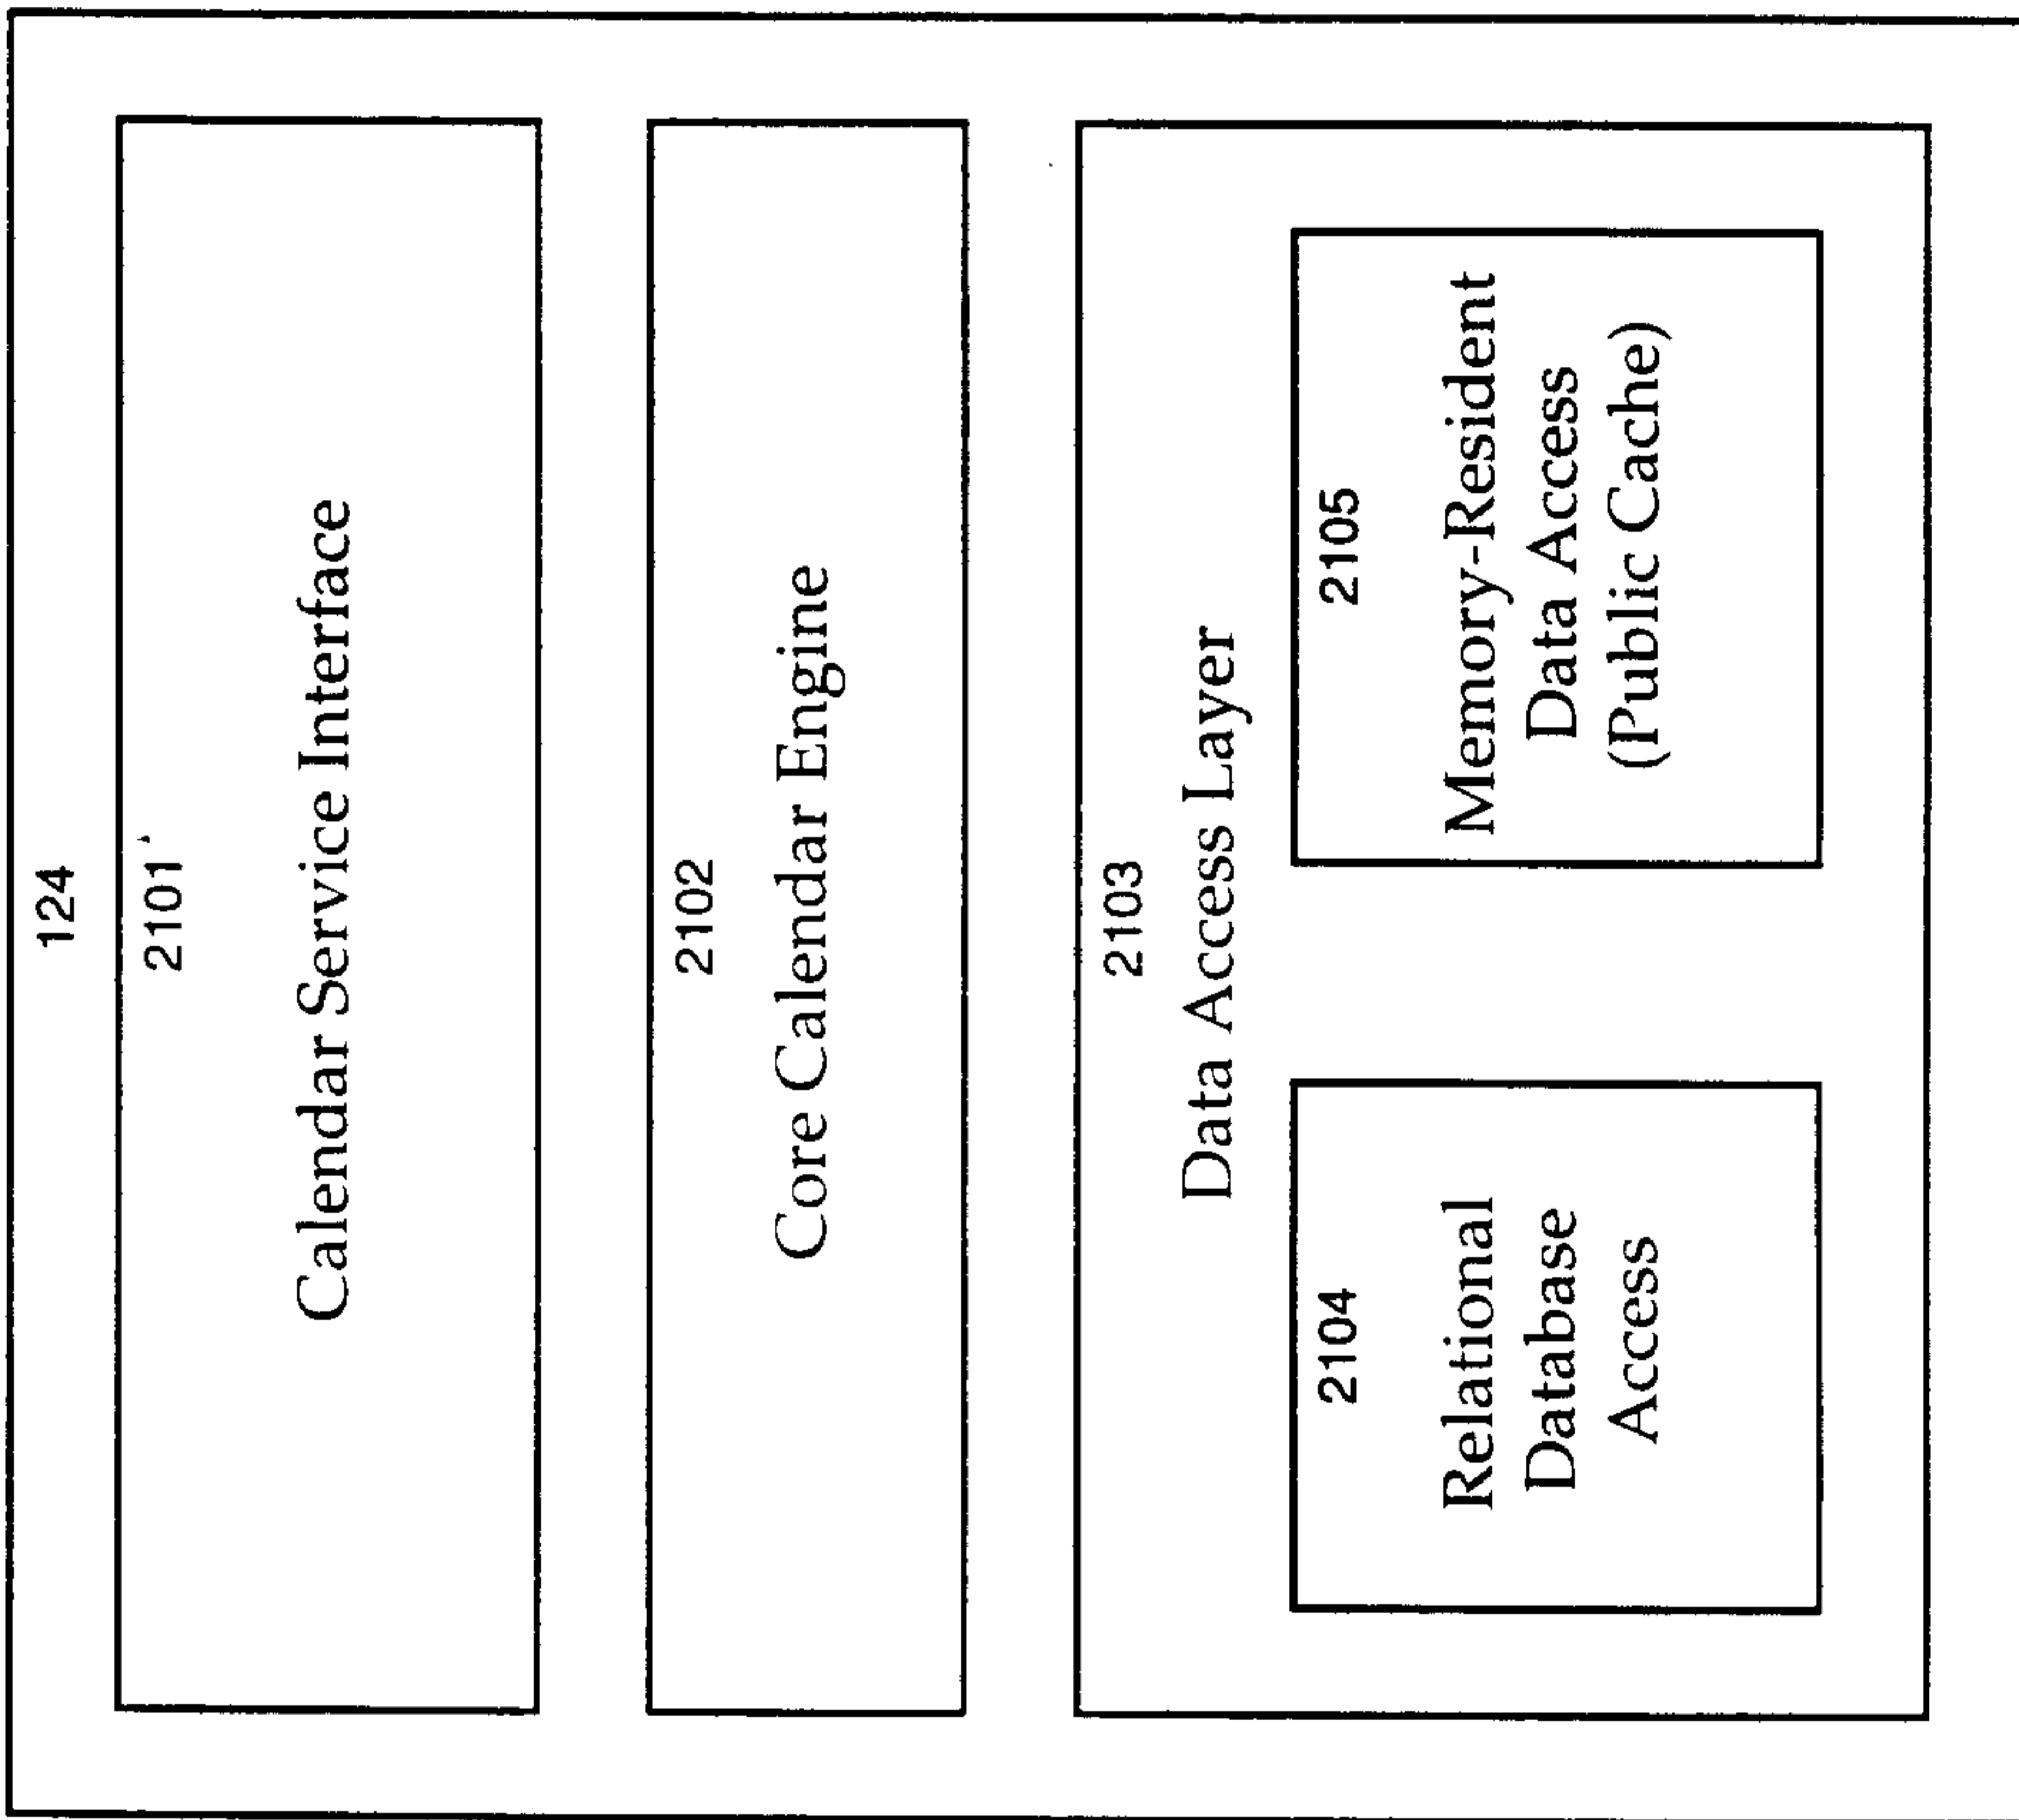 124
2101
Calendar Service Interface
2102
Core Calendar Engine
2103
Data Access Layer
2104
Relational
Database
Access
2105
Memory-Resident
Data Access
(Public Cache)